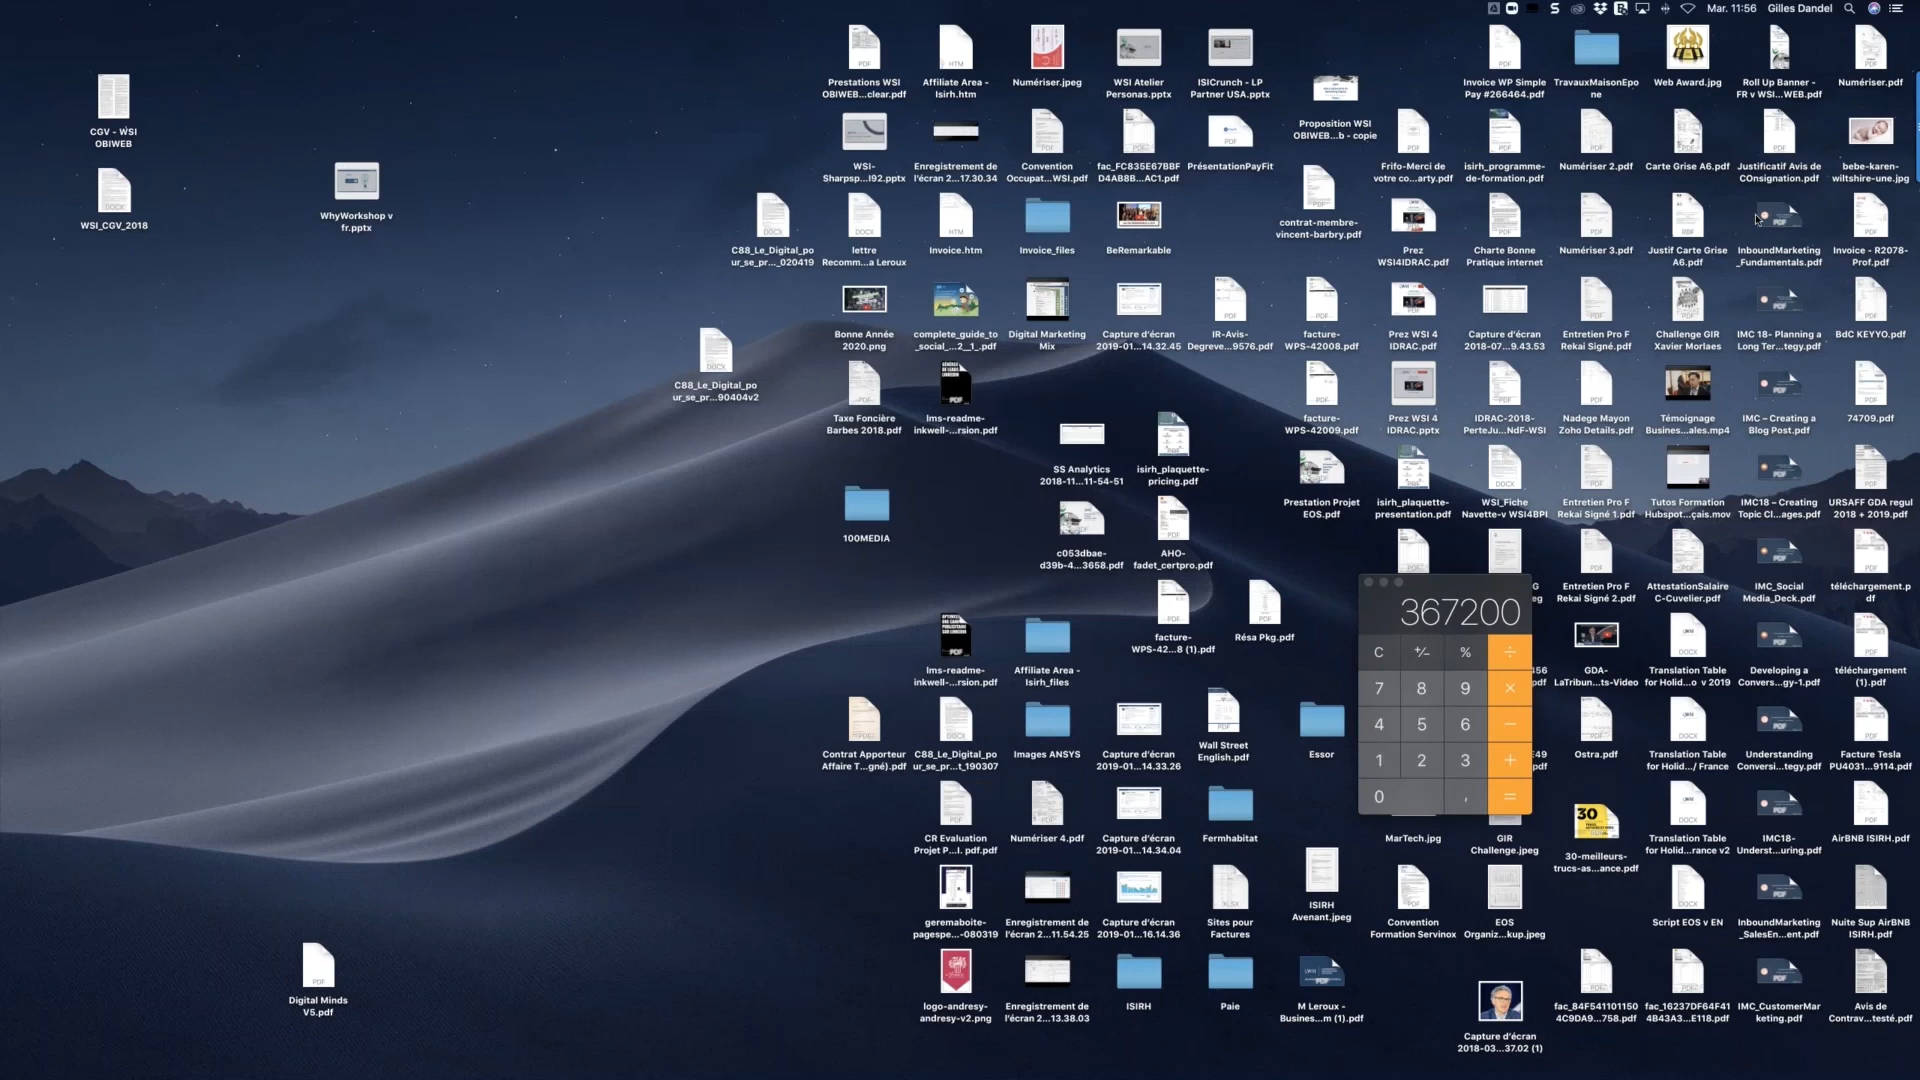 Mar. 11:56 Gilles Dandel
CGV - WSI
OBIWEB
WSI_CGV_2018
WhyWorkshop v
fr.pptx
Digital Minds
V5.pdf
Prestations WSI
OBIWEB...clear.pdf
Affiliate Area -
Isirh.htm
Numériser.jpeg
WSI Atelier
Personas.pptx
ISICrunch - LP
Partner USA.pptx
Proposition WSI
OBIWEB...b - copie
Invoice WP Simple
Pay #266464.pdf
TravauxMaisonEpo
ne
Web Award.jpg
Roll Up Banner -
FR v WSI...WEB.pdf
Numériser.pdf
WSI-
Sharpsp...I92.pptx
Enregistrement de
l'écran 2...17.30.34
Convention
Occupat...WSI.pdf
fac_FC835E67BBF
D4AB8B...AC1.pdf
PrésentationPayFit
contrat-membre-
vincent-barbry.pdf
Frifo-Merci de
votre co...arty.pdf
isirh_programme-
de-formation.pdf
Numériser 2.pdf
Carte Grise A6.pdf
Justificatif Avis de
COnsignation.pdf
bebe-karen-
wiltshire-une.jpg
C88_Le_Digital_po
ur_se_pr..._020419
lettre
Recomm...a Leroux
Invoice.htm
Invoice_files
BeRemarkable
Prez
WSI4IDRAC.pdf
Charte Bonne
Pratique internet
Numériser 3.pdf
Justif Carte Grise
A6.pdf
InboundMarketing
_Fundamentals.pdf
Invoice - R2078-
Prof.pdf
C88_Le_Digital_po
ur_se_pr...90404v2
Bonne Année
2020.png
complete_guide_to
_social_...2__1_.pdf
Digital Marketing
Mix
Capture d'écran
2019-01...14.32.45
IR-Avis-
Degreve...9576.pdf
facture-
WPS-42008.pdf
Prez WSI 4
IDRAC.pdf
Capture d'écran
2018-07...9.43.53
Entretien Pro F
Rekai Signé.pdf
Challenge GIR
Xavier Morlaes
IMC 18- Planning a
Long Ter...tegy.pdf
BdC KEYYO.pdf
Taxe Foncière
Barbes 2018.pdf
lms-readme-
inkwell-...rsion.pdf
SS Analytics
2018-11...11-54-51
isirh_plaquette-
pricing.pdf
facture-
WPS-42009.pdf
Prez WSI 4
IDRAC.pptx
IDRAC-2018-
PerteJu...NdF-WSI
Nadege Mayon
Zoho Details.pdf
Témoignage
Busines...ales.mp4
IMC – Creating a
Blog Post.pdf
74709.pdf
100MEDIA
c053dbae-
d39b-4...3658.pdf
AHO-
fadet_certpro.pdf
Prestation Projet
EOS.pdf
isirh_plaquette-
presentation.pdf
WSI_Fiche
Navette-v WSI4BPI
Entretien Pro F
Rekai Signé 1.pdf
Tutos Formation
Hubspot...çais.mov
IMC18 – Creating
Topic Cl...ages.pdf
URSAFF GDA regul
2018 + 2019.pdf
Entretien Pro F
Rekai Signé 2.pdf
AttestationSalaire
C-Cuvelier.pdf
IMC_Social
Media_Deck.pdf
téléchargement.p
df
lms-readme-
inkwell-...rsion.pdf
Affiliate Area -
Isirh_files
facture-
WPS-42...8 (1).pdf
Résa Pkg.pdf
367200
C +/- % ÷
7 8 9 ×
4 5 6 −
1 2 3 +
0 , =
GDA-
LaTribun...ts-Video
Translation Table
for Holid...o v 2019
Developing a
Convers...gy-1.pdf
téléchargement
(1).pdf
Contrat Apporteur
Affaire T...gné).pdf
C88_Le_Digital_po
ur_se_pr...t_190307
Images ANSYS
Capture d'écran
2019-01...14.33.26
Wall Street
English.pdf
Essor
Ostra.pdf
Translation Table
for Holid.../ France
Understanding
Conversi...tegy.pdf
Facture Tesla
PU4031...9114.pdf
CR Evaluation
Projet P...I. pdf.pdf
Numériser 4.pdf
Capture d'écran
2019-01...14.34.04
Fermhabitat
MarTech.jpg
GIR
Challenge.jpeg
30
30-meilleurs-
trucs-as...ance.pdf
Translation Table
for Holid...rance v2
IMC18-
Underst...uring.pdf
AirBNB ISIRH.pdf
geremaboite-
pagespe...-080319
Enregistrement de
l'écran 2...11.54.25
Capture d'écran
2019-01...16.14.36
Sites pour
Factures
ISIRH
Avenant.jpeg
Convention
Formation Servinox
EOS
Organiz...kup.jpeg
Script EOS v EN
InboundMarketing
_SalesEn...ent.pdf
Nuite Sup AirBNB
ISIRH.pdf
logo-andresy-
andresy-v2.png
Enregistrement de
l'écran 2...13.38.03
ISIRH
Paie
M Leroux -
Busines...m (1).pdf
Capture d'écran
2018-03...37.02 (1)
fac_84F541101150
4C9DA9...758.pdf
fac_16237DF64F41
4B43A3...E118.pdf
IMC_CustomerMar
keting.pdf
Avis de
Contrav...testé.pdf